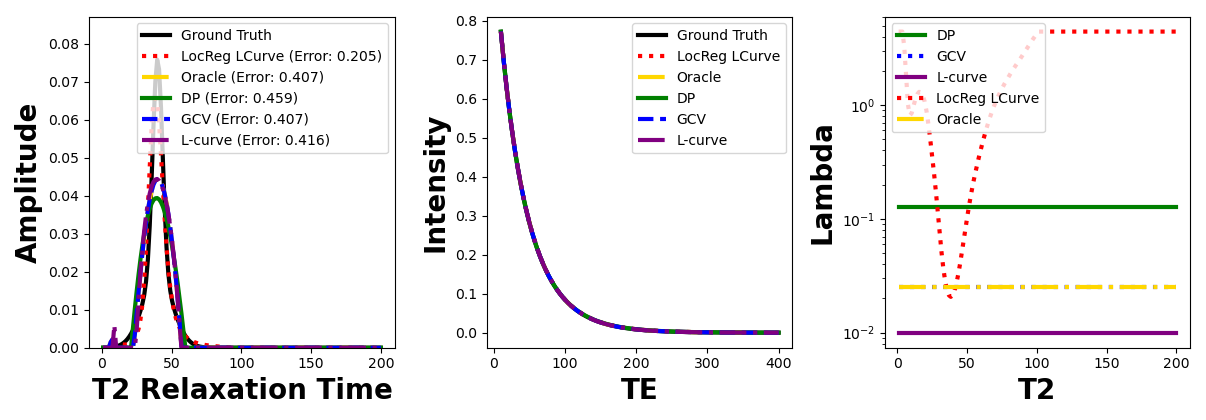 Amplitude
0.08
0.07
0.06
0.05
0.04
0.03
0.02
0.01
0.00
Ground Truth
LocReg LCurve (Error: 0.205)
Oracle (Error: 0.407)
DP (Error: 0.459)
GCV (Error: 0.407)
L-curve (Error: 0.416)
0 50 100 150 200
T2 Relaxation Time
Intensity
0.8
0.7
0.6
0.5
0.4
0.3
0.2
0.1
0.0
Ground Truth
LocReg LCurve
Oracle
DP
GCV
L-curve
0 100 200 300 400
TE
Lambda
10⁰
10⁻¹
10⁻²
DP
GCV
L-curve
LocReg LCurve
Oracle
0 50 100 150 200
T2